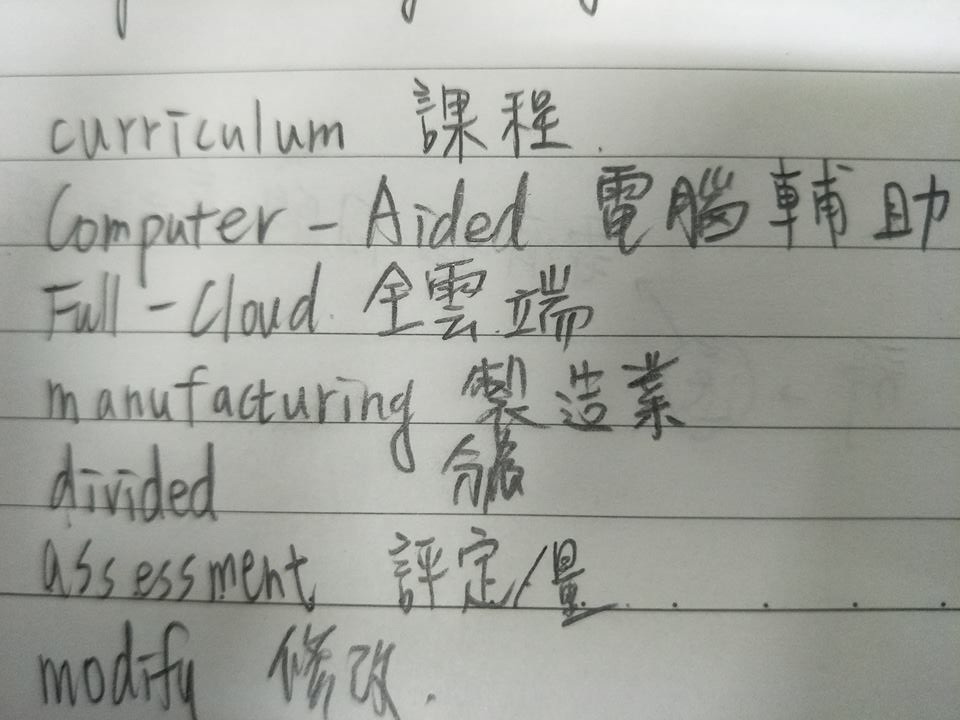 curriculum 課程.
Computer-Aided 電腦輔助
Full-Cloud 全雲端
manufacturing 製造業
divided 分
assessment 評定/量....
modify 修改.